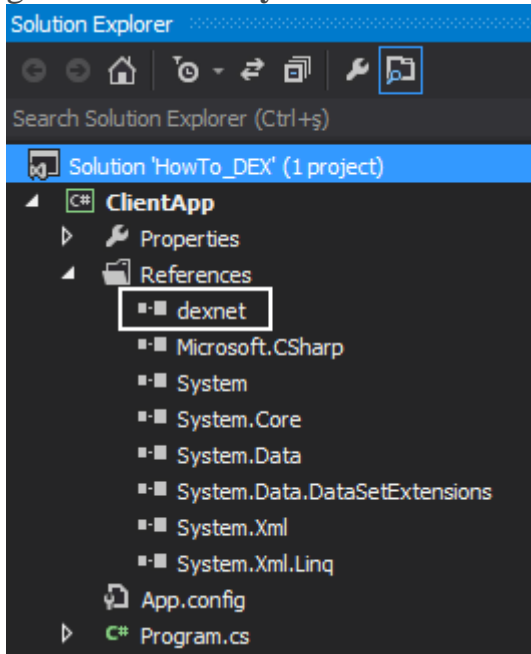 Solution Explorer
Search Solution Explorer (Ctrl+ş)
Solution 'HowTo_DEX' (1 project)
C# ClientApp
Properties
References
dexnet
Microsoft.CSharp
System
System.Core
System.Data
System.Data.DataSetExtensions
System.Xml
System.Xml.Linq
App.config
C# Program.cs